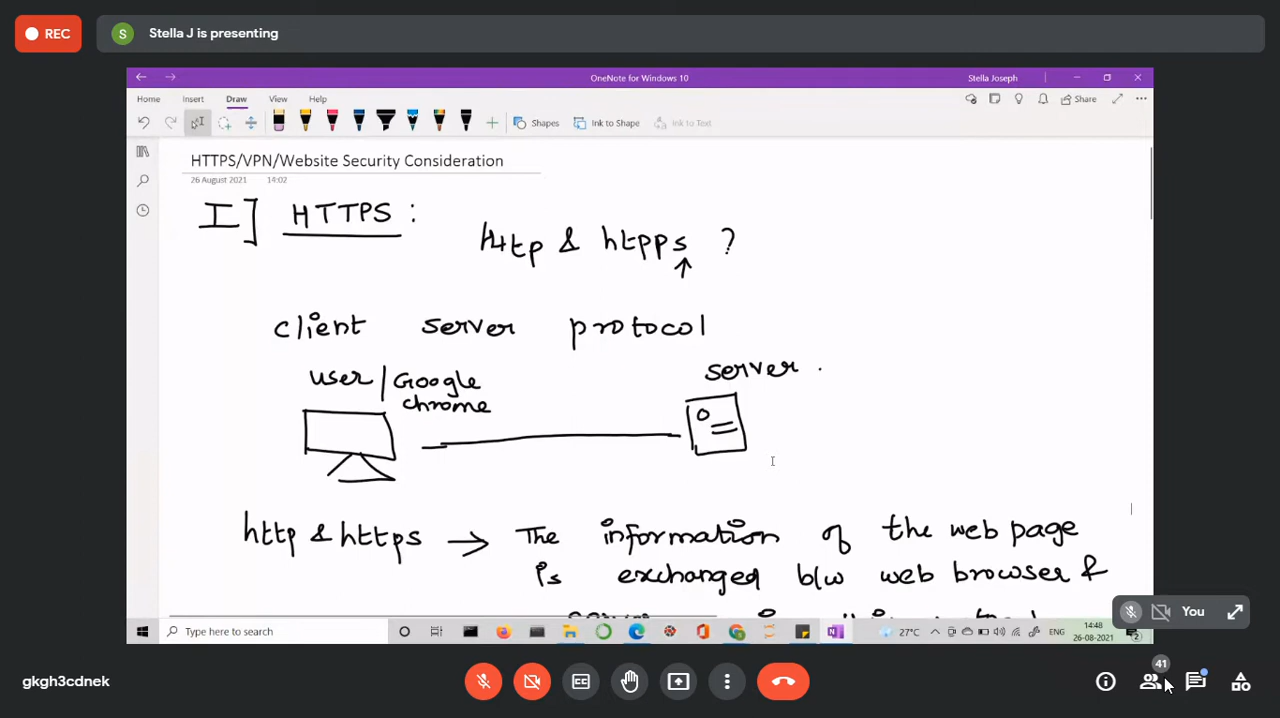 REC
S
Stella J is presenting
OneNote for Windows 10
Stella Joseph
Home
Insert
Draw
View
Help
Share
Shapes
Ink to Shape
Ink to Text
HTTPS/VPN/Website Security Consideration
26 August 2021 14:02
I] HTTPS :
http & htpps ?
client server protocol
user | Google
chrome
server .
http & https → The information of the web page
is exchanged b/w web browser &
You
Type here to search
27°C
ENG
14:48
26-08-2021
2
gkgh3cdnek
41